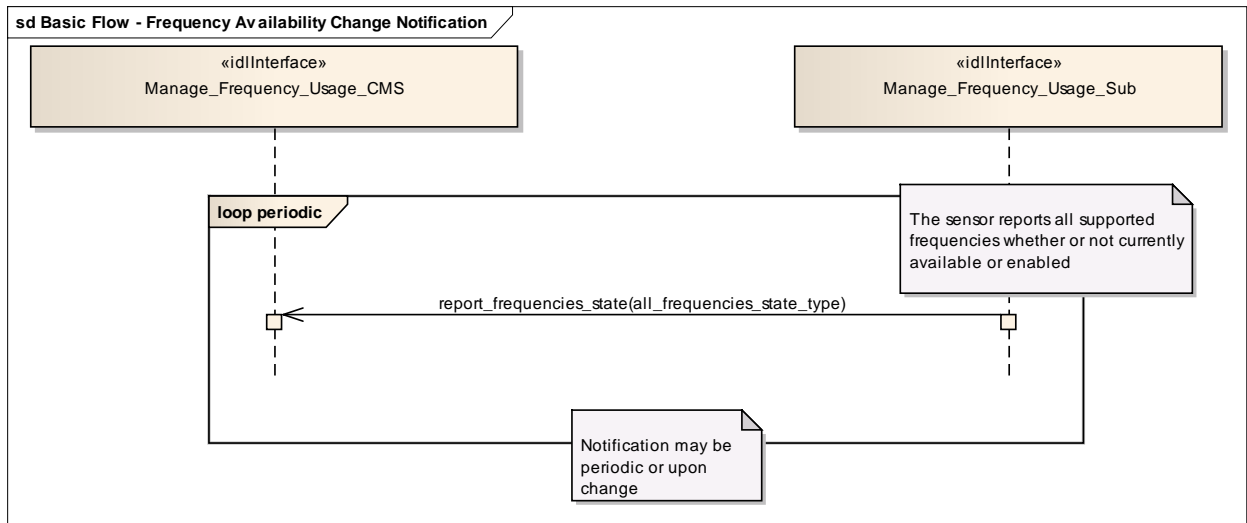 sd Basic Flow - Frequency Availability Change Notification
«idlInterface»
Manage_Frequency_Usage_CMS
«idlInterface»
Manage_Frequency_Usage_Sub
loop periodic
The sensor reports all supported
frequencies whether or not currently
available or enabled
report_frequencies_state(all_frequencies_state_type)
Notification may be
periodic or upon
change